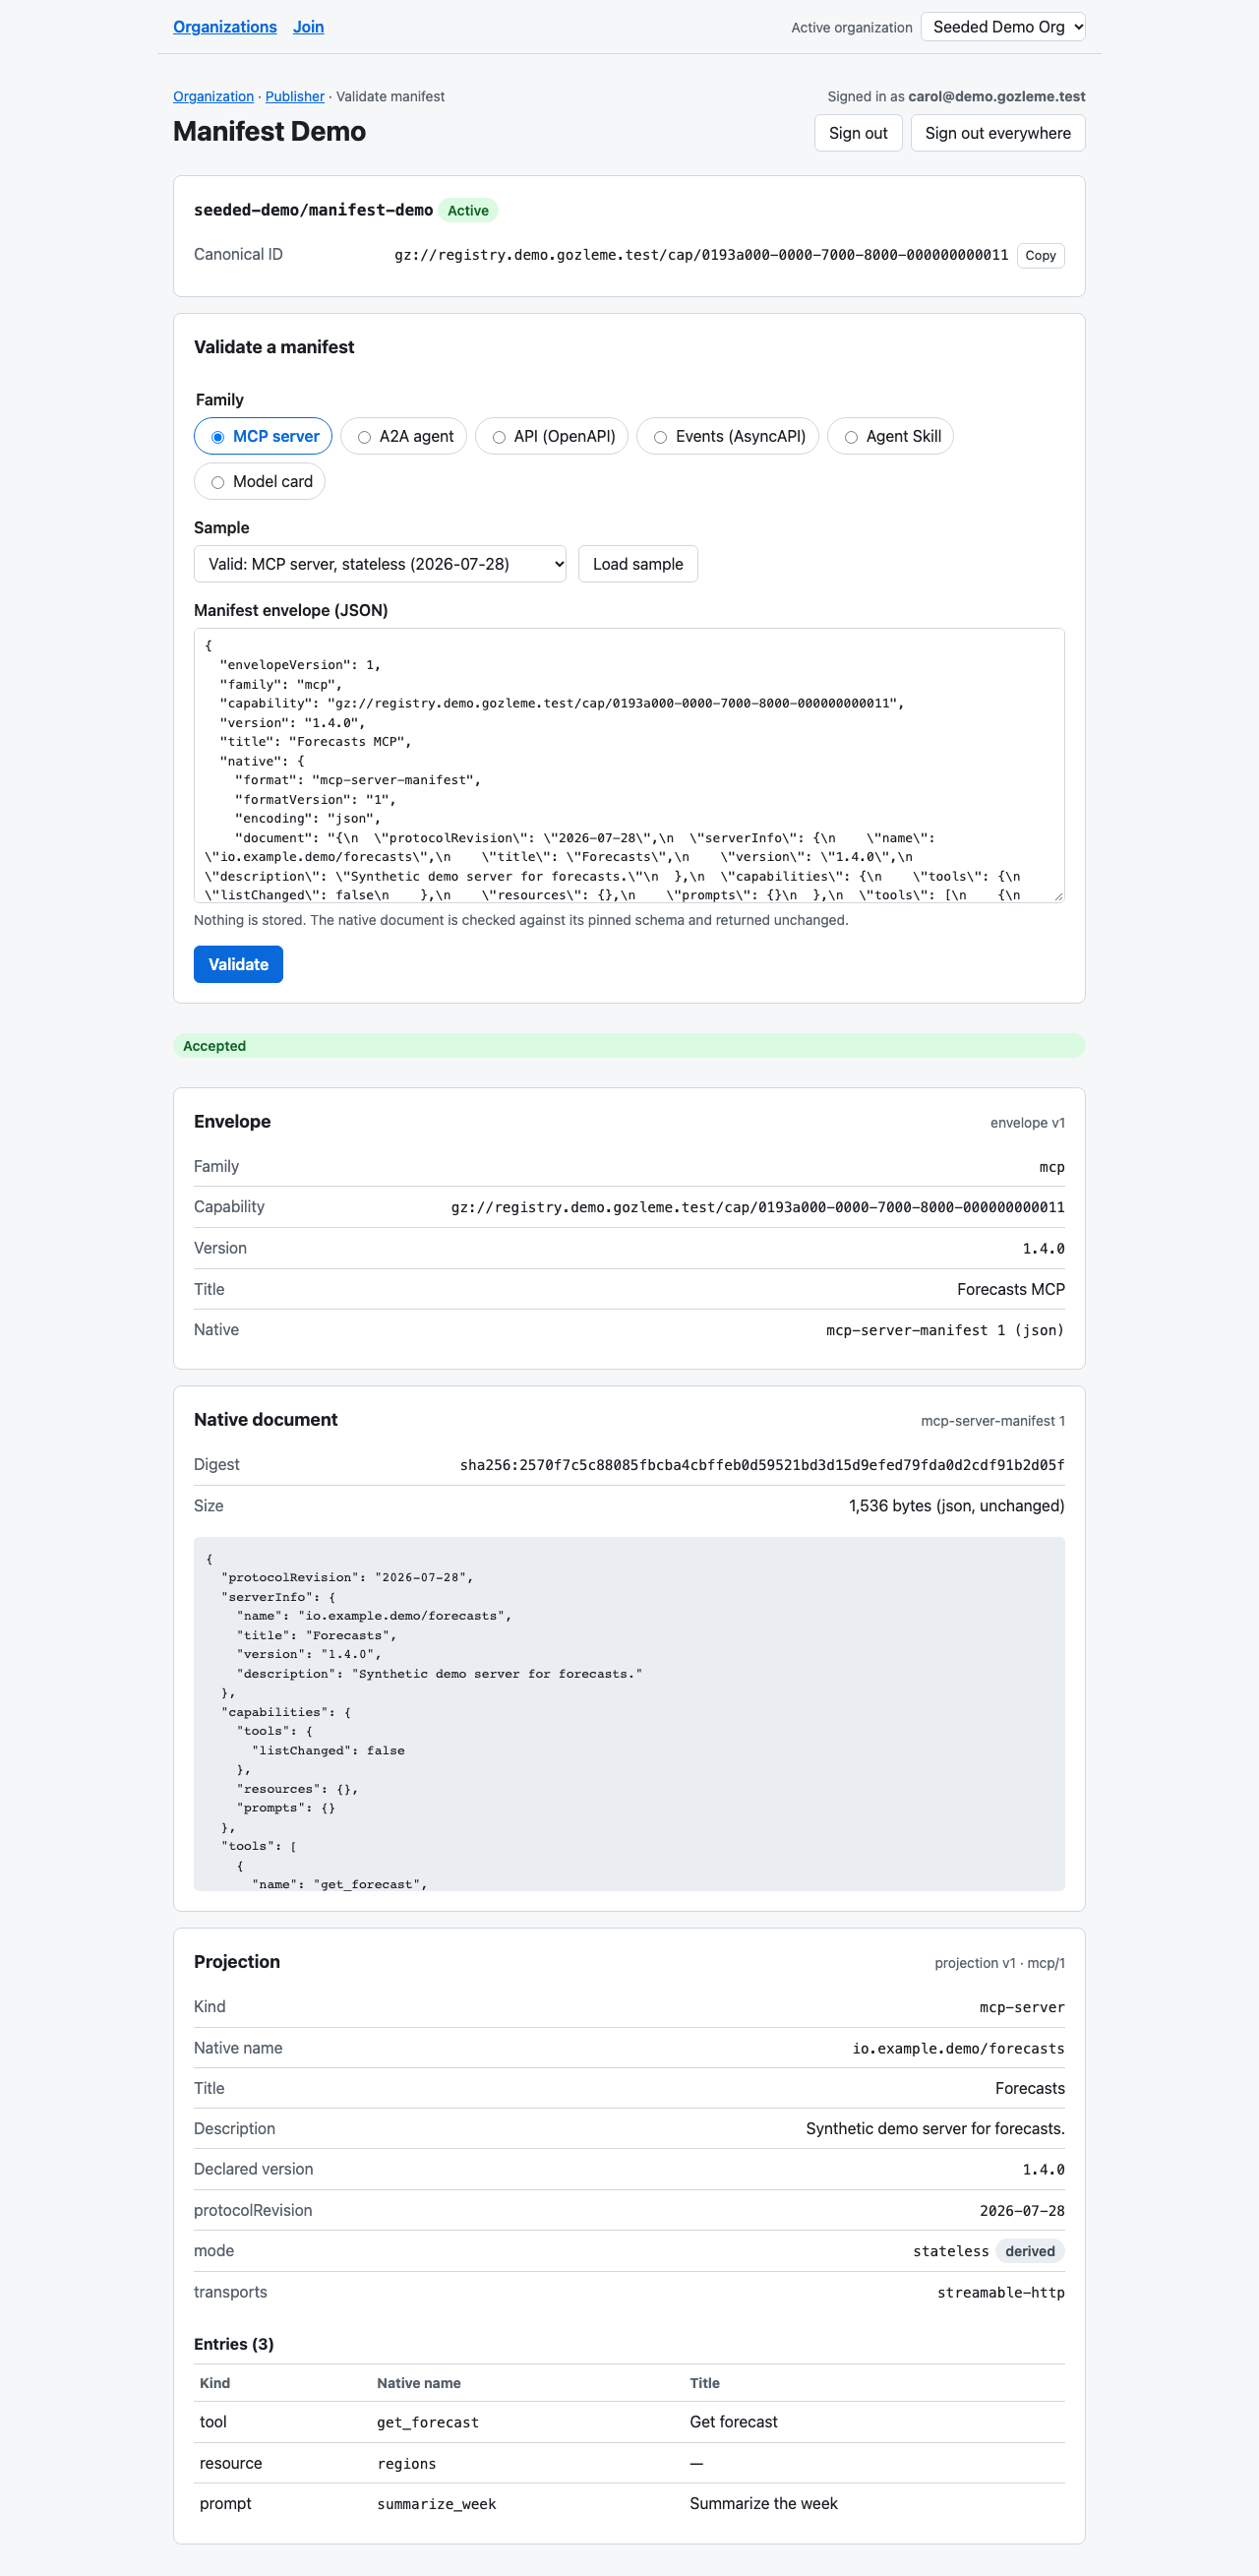 Organizations Join Active organization Seeded Demo Org
Organization · Publisher · Validate manifest Signed in as carol@demo.gozleme.test
Manifest Demo Sign out Sign out everywhere
seeded-demo/manifest-demo Active
Canonical ID gz://registry.demo.gozleme.test/cap/0193a000-0000-7000-8000-000000000011 Copy
Validate a manifest
Family
MCP server A2A agent API (OpenAPI) Events (AsyncAPI) Agent Skill
Model card
Sample
Valid: MCP server, stateless (2026-07-28) Load sample
Manifest envelope (JSON)
{
  "envelopeVersion": 1,
  "family": "mcp",
  "capability": "gz://registry.demo.gozleme.test/cap/0193a000-0000-7000-8000-000000000011",
  "version": "1.4.0",
  "title": "Forecasts MCP",
  "native": {
    "format": "mcp-server-manifest",
    "formatVersion": "1",
    "encoding": "json",
    "document": "{\n  \"protocolRevision\": \"2026-07-28\",\n  \"serverInfo\": {\n    \"name\":
\"io.example.demo/forecasts\",\n    \"title\": \"Forecasts\",\n    \"version\": \"1.4.0\",\n
\"description\": \"Synthetic demo server for forecasts.\"\n  },\n  \"capabilities\": {\n    \"tools\": {\n
\"listChanged\": false\n    },\n    \"resources\": {},\n    \"prompts\": {}\n  },\n  \"tools\": [\n    {\n
Nothing is stored. The native document is checked against its pinned schema and returned unchanged.
Validate
Accepted
Envelope envelope v1
Family mcp
Capability gz://registry.demo.gozleme.test/cap/0193a000-0000-7000-8000-000000000011
Version 1.4.0
Title Forecasts MCP
Native mcp-server-manifest 1 (json)
Native document mcp-server-manifest 1
Digest sha256:2570f7c5c88085fbcba4cbffeb0d59521bd3d15d9efed79fda0d2cdf91b2d05f
Size 1,536 bytes (json, unchanged)
{
  "protocolRevision": "2026-07-28",
  "serverInfo": {
    "name": "io.example.demo/forecasts",
    "title": "Forecasts",
    "version": "1.4.0",
    "description": "Synthetic demo server for forecasts."
  },
  "capabilities": {
    "tools": {
      "listChanged": false
    },
    "resources": {},
    "prompts": {}
  },
  "tools": [
    {
      "name": "get_forecast",
Projection projection v1 · mcp/1
Kind mcp-server
Native name io.example.demo/forecasts
Title Forecasts
Description Synthetic demo server for forecasts.
Declared version 1.4.0
protocolRevision 2026-07-28
mode stateless derived
transports streamable-http
Entries (3)
Kind Native name Title
tool get_forecast Get forecast
resource regions —
prompt summarize_week Summarize the week